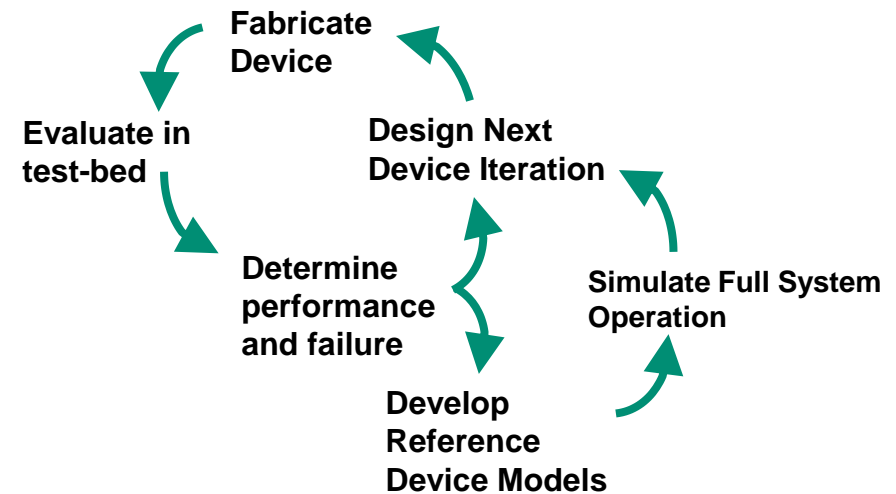 Fabricate
Device
Evaluate in
test-bed
Design Next
Device Iteration
Determine
performance
and failure
Simulate Full System
Operation
Develop
Reference
Device Models